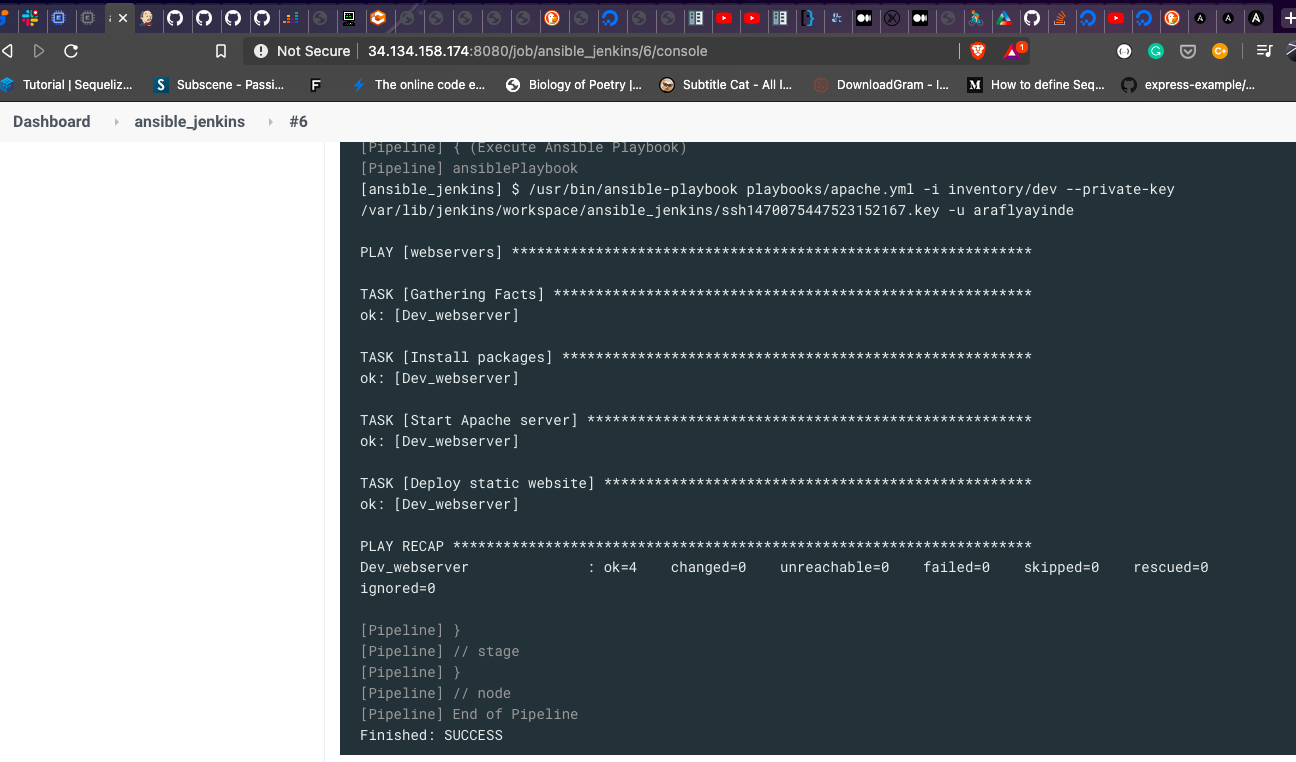 Not Secure 34.134.158.174:8080/job/ansible_jenkins/6/console 1
Tutorial | Sequeliz... Subscene - Passi... The online code e... Biology of Poetry |... Subtitle Cat - All l... DownloadGram - I... How to define Seq... express-example/...
Dashboard ansible_jenkins #6
[Pipeline] { (Execute Ansible Playbook)
[Pipeline] ansiblePlaybook
[ansible_jenkins] $ /usr/bin/ansible-playbook playbooks/apache.yml -i inventory/dev --private-key
/var/lib/jenkins/workspace/ansible_jenkins/ssh1470075447523152167.key -u araflyayinde
PLAY [webservers] **************************************************************
TASK [Gathering Facts] *********************************************************
ok: [Dev_webserver]
TASK [Install packages] ********************************************************
ok: [Dev_webserver]
TASK [Start Apache server] *****************************************************
ok: [Dev_webserver]
TASK [Deploy static website] ***************************************************
ok: [Dev_webserver]
PLAY RECAP *********************************************************************
Dev_webserver : ok=4 changed=0 unreachable=0 failed=0 skipped=0 rescued=0
ignored=0
[Pipeline] }
[Pipeline] // stage
[Pipeline] }
[Pipeline] // node
[Pipeline] End of Pipeline
Finished: SUCCESS